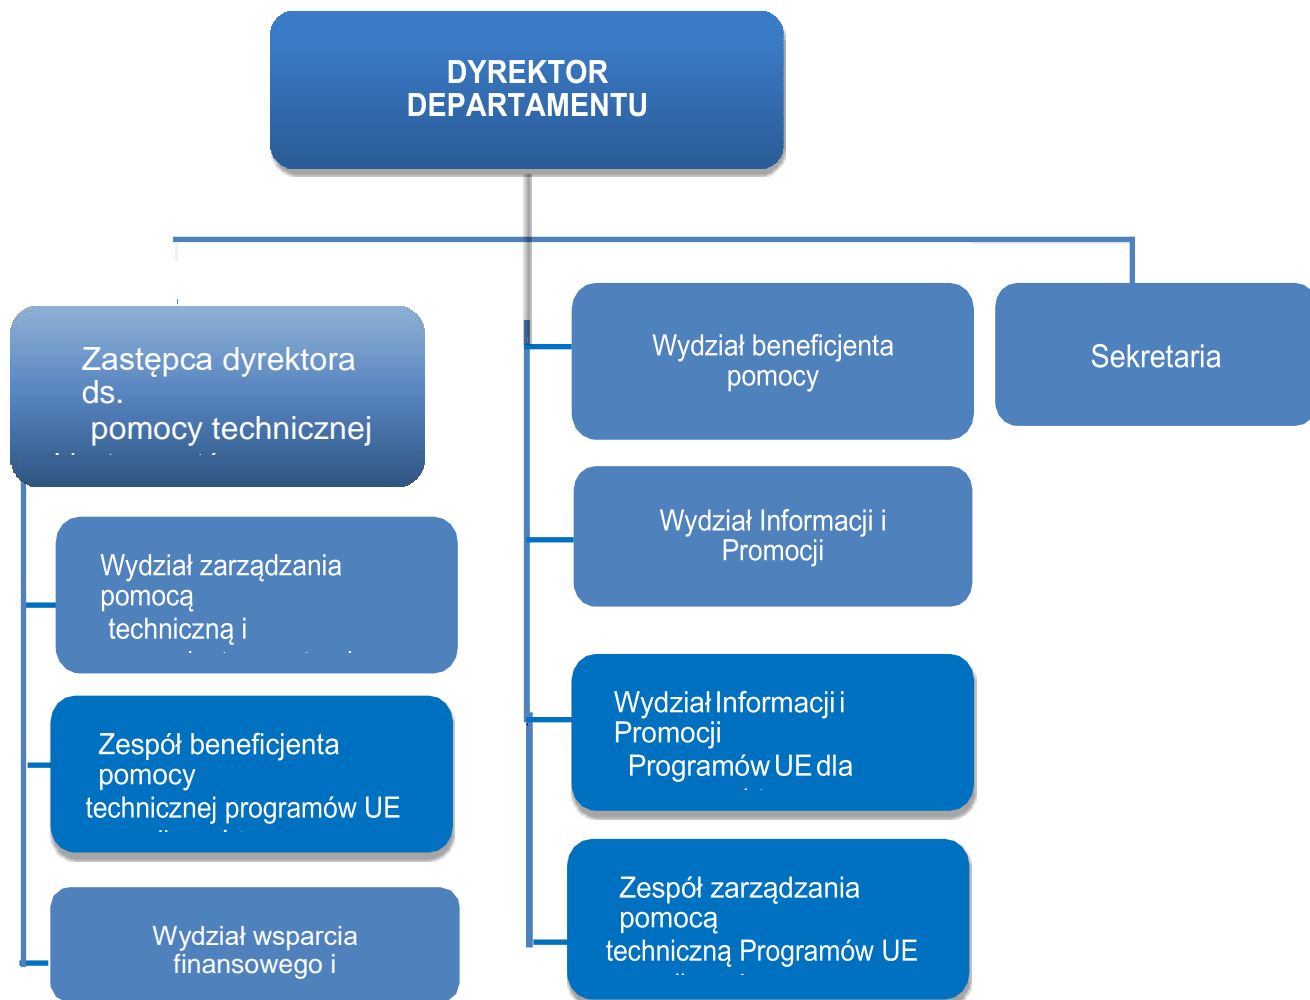 DYREKTOR
DEPARTAMENTU
Zastępca dyrektora
ds.
pomocy technicznej
Wydział zarządzania
pomocą
techniczną i
Zespół beneficjenta
pomocy
technicznej programów UE
Wydział wsparcia
finansowego i
Wydział beneficjenta
pomocy
Wydział Informacji i
Promocji
Wydział Informacji i
Promocji
Programów UE dla
Zespół zarządzania
pomocą
techniczną Programów UE
Sekretaria